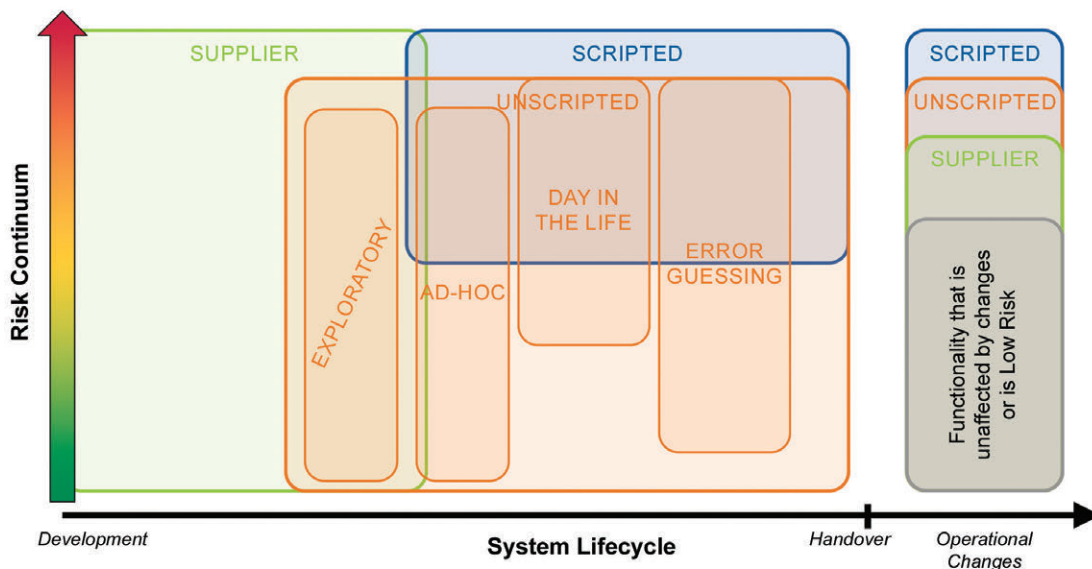 SUPPLIER
SCRIPTED
SCRIPTED
UNSCRIPTED
UNSCRIPTED
SUPPLIER
DAY IN
THE LIFE
ERROR
GUESSING
EXPLORATORY
AD-HOC
Functionality that is
unaffected by changes
or is Low Risk
Risk Continuum
Development
System Lifecycle
Handover
Operational
Changes